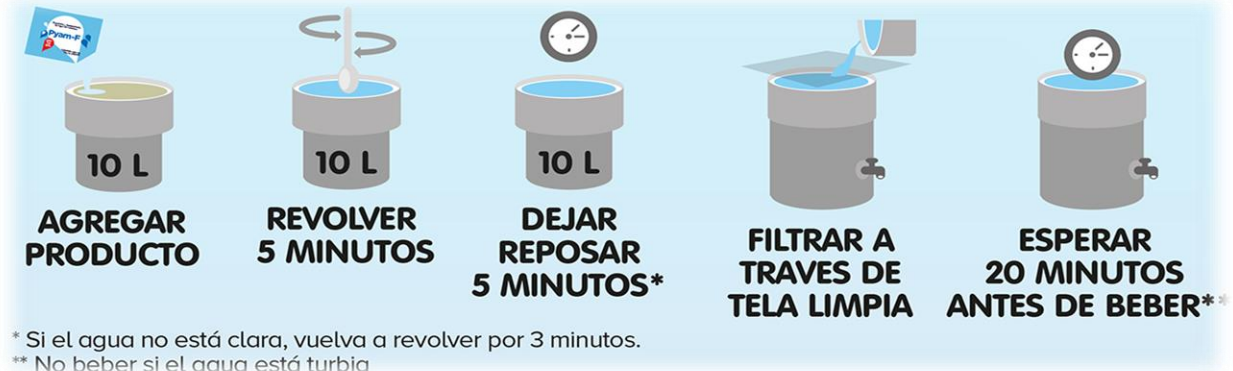 Pyam-F
10 L
AGREGAR
PRODUCTO
10 L
REVOLVER
5 MINUTOS
10 L
DEJAR
REPOSAR
5 MINUTOS*
FILTRAR A
TRAVES DE
TELA LIMPIA
ESPERAR
20 MINUTOS
ANTES DE BEBER**
* Si el agua no está clara, vuelva a revolver por 3 minutos.
** No beber si el agua está turbia